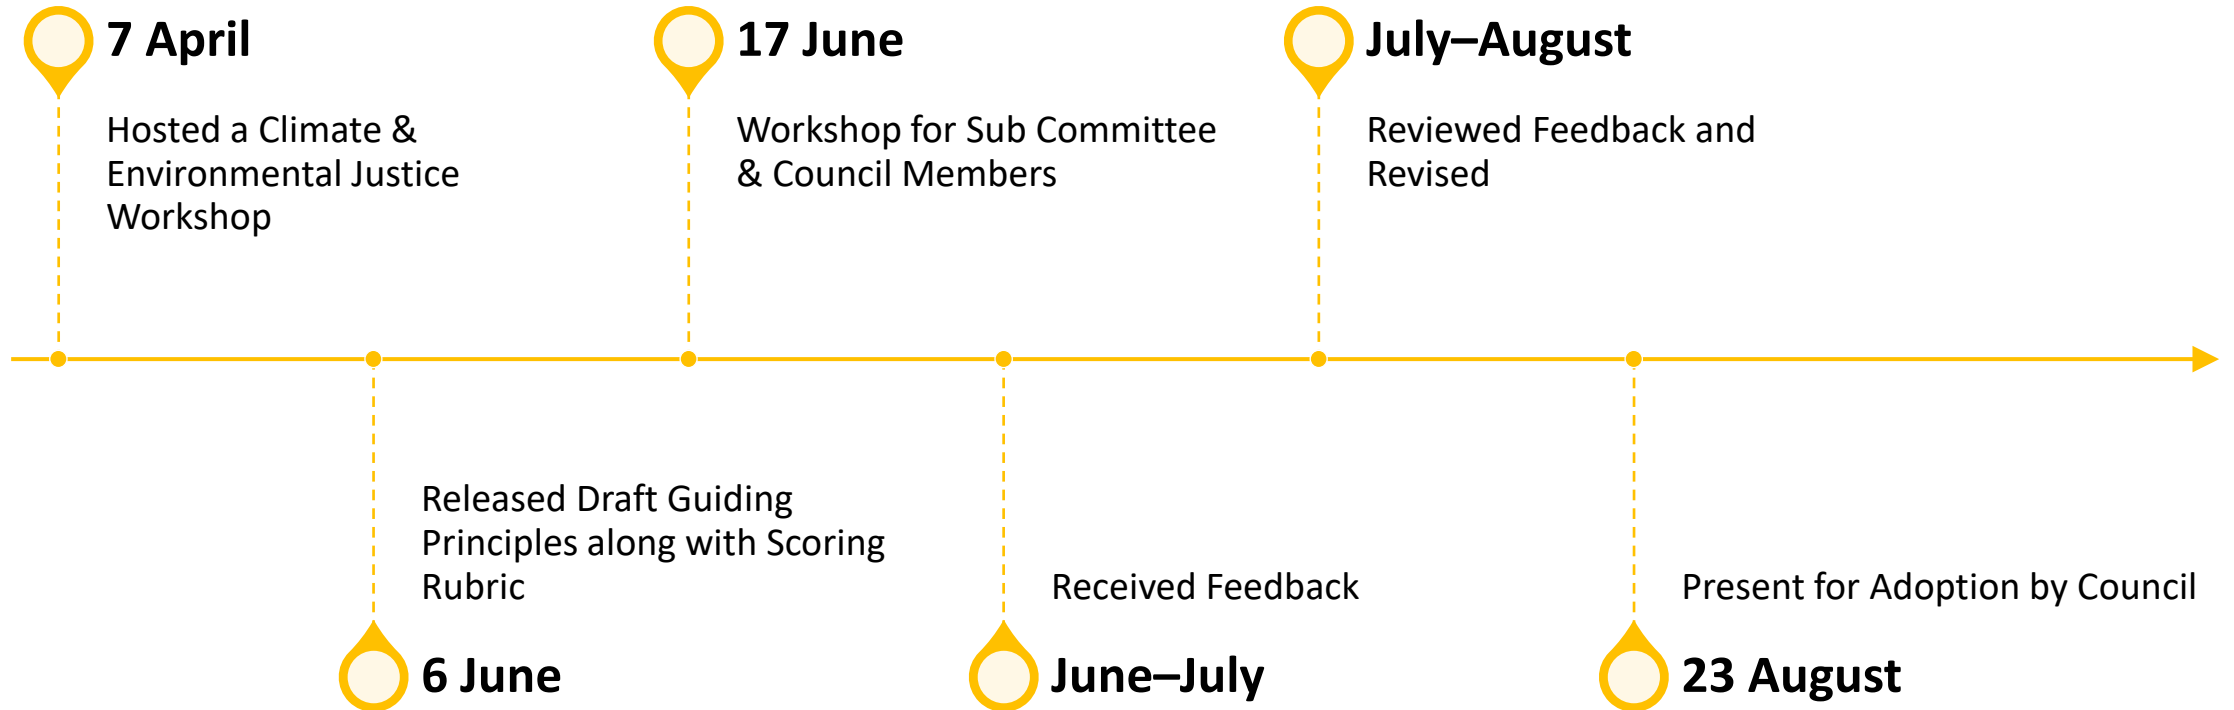 7 April
Hosted a Climate &
Environmental Justice
Workshop
6 June
Released Draft Guiding
Principles along with Scoring
Rubric
17 June
Workshop for Sub Committee
& Council Members
June–July
Received Feedback
July–August
Reviewed Feedback and
Revised
23 August
Present for Adoption by Council